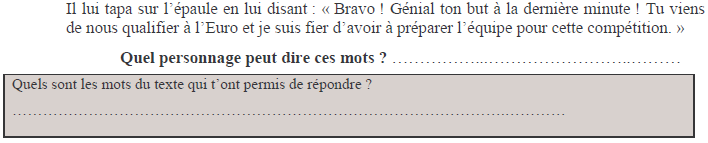 Il lui tapa sur l'épaule en lui disant : « Bravo ! Génial ton but à la dernière minute ! Tu viens
de nous qualifier à l'Euro et je suis fier d'avoir à préparer l'équipe pour cette compétition. »
Quel personnage peut dire ces mots ? ……………..……………………..………
Quels sont les mots du texte qui t'ont permis de répondre ?
……………………………………………………………………………….…………